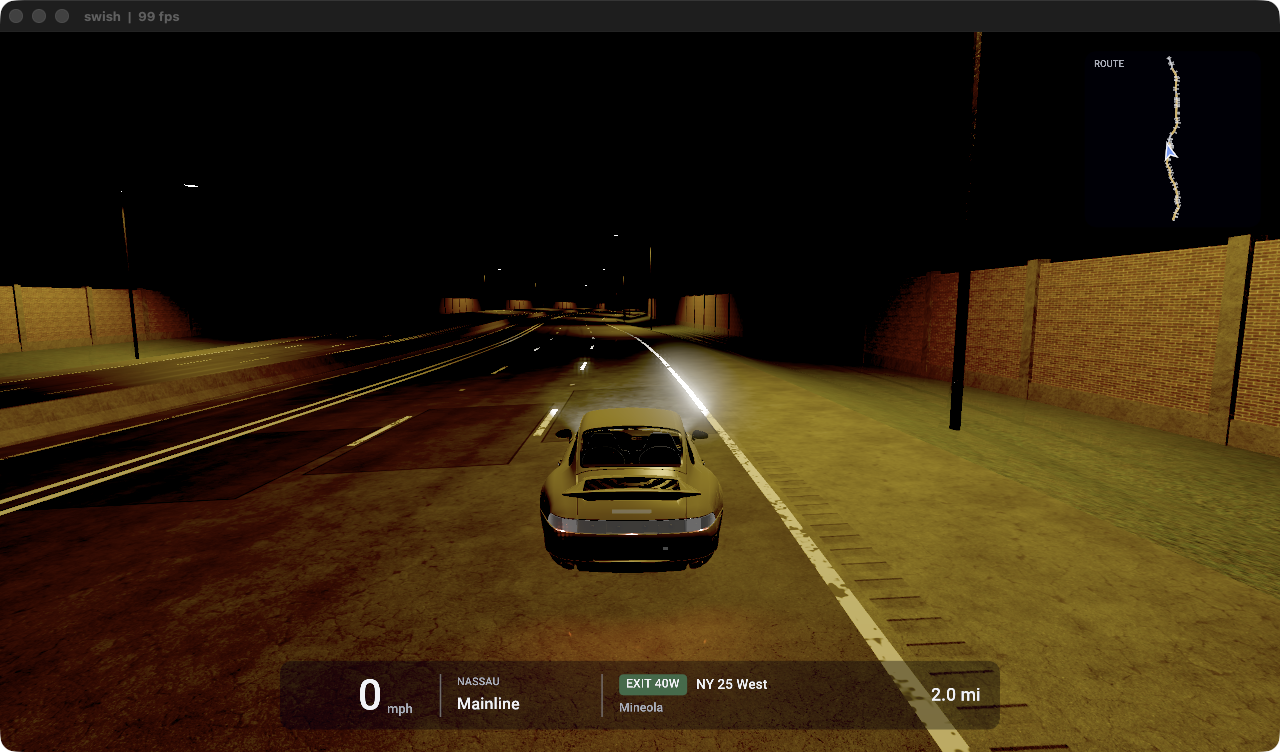 swish | 99 fps
ROUTE
0 mph
NASSAU
Mainline
EXIT 40W NY 25 West
Mineola
2.0 mi